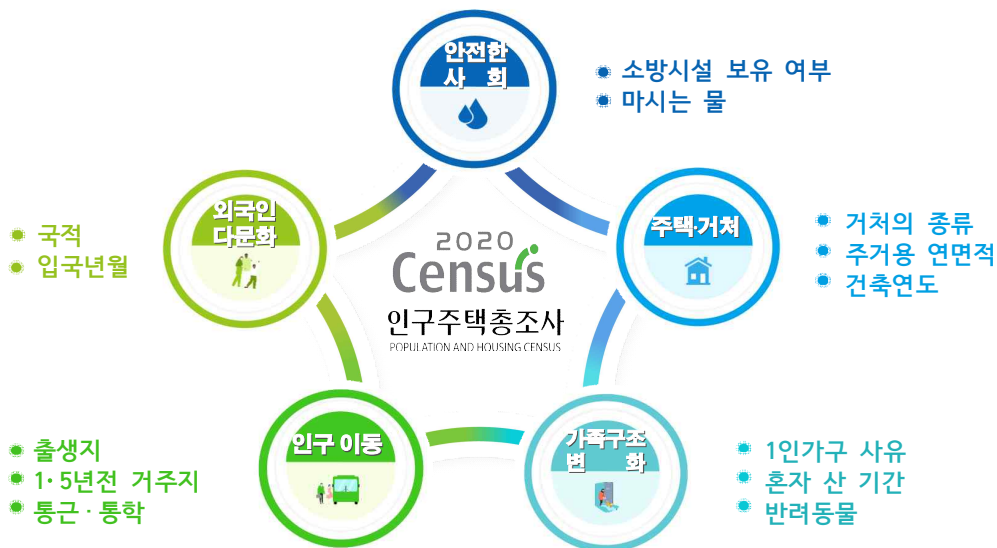 안전한
사 회
소방시설 보유 여부
마시는 물
외국인
다문화
국적
입국년월
주택·거처
거처의 종류
주거용 연면적
건축연도
2020
Census
인구주택총조사
POPULATION AND HOUSING CENSUS
인구 이동
출생지
1·5년전 거주지
통근·통학
가족구조
변 화
1인가구 사유
혼자 산 기간
반려동물